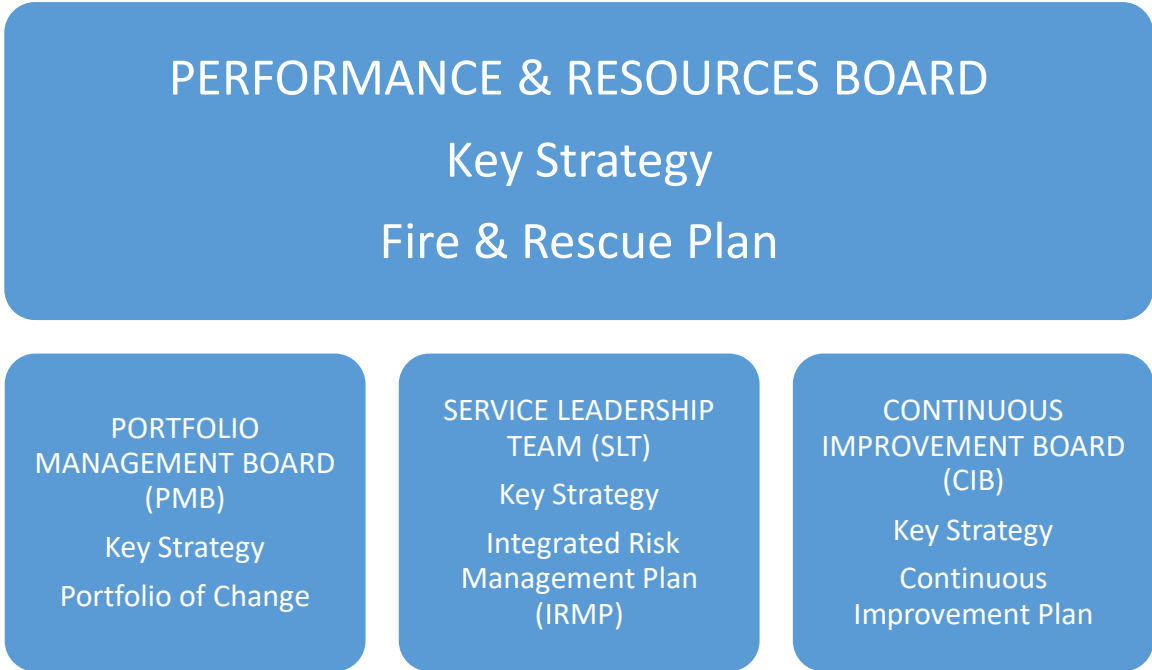 PERFORMANCE & RESOURCES BOARD
Key Strategy
Fire & Rescue Plan
PORTFOLIO
MANAGEMENT BOARD
(PMB)
Key Strategy
Portfolio of Change
SERVICE LEADERSHIP
TEAM (SLT)
Key Strategy
Integrated Risk
Management Plan
(IRMP)
CONTINUOUS
IMPROVEMENT BOARD
(CIB)
Key Strategy
Continuous
Improvement Plan